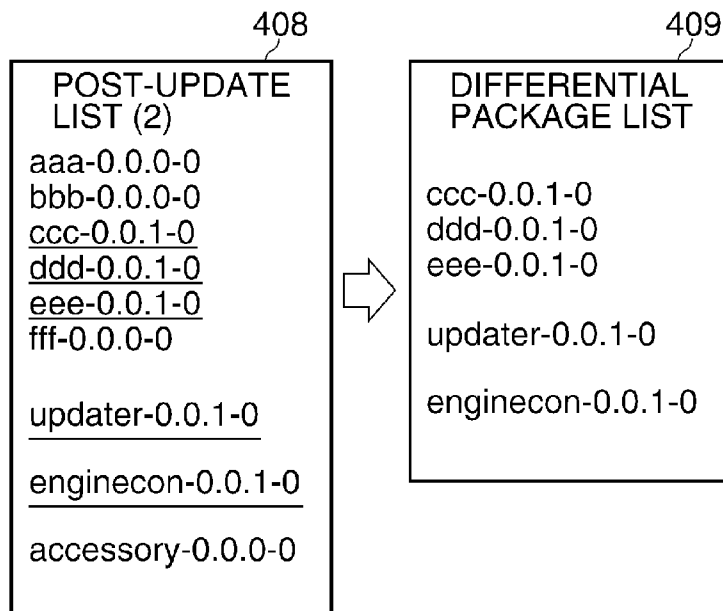 408
POST-UPDATE
LIST (2)
aaa-0.0.0-0
bbb-0.0.0-0
ccc-0.0.1-0
ddd-0.0.1-0
eee-0.0.1-0
fff-0.0.0-0
updater-0.0.1-0
enginecon-0.0.1-0
accessory-0.0.0-0
409
DIFFERENTIAL
PACKAGE LIST
ccc-0.0.1-0
ddd-0.0.1-0
eee-0.0.1-0
updater-0.0.1-0
enginecon-0.0.1-0